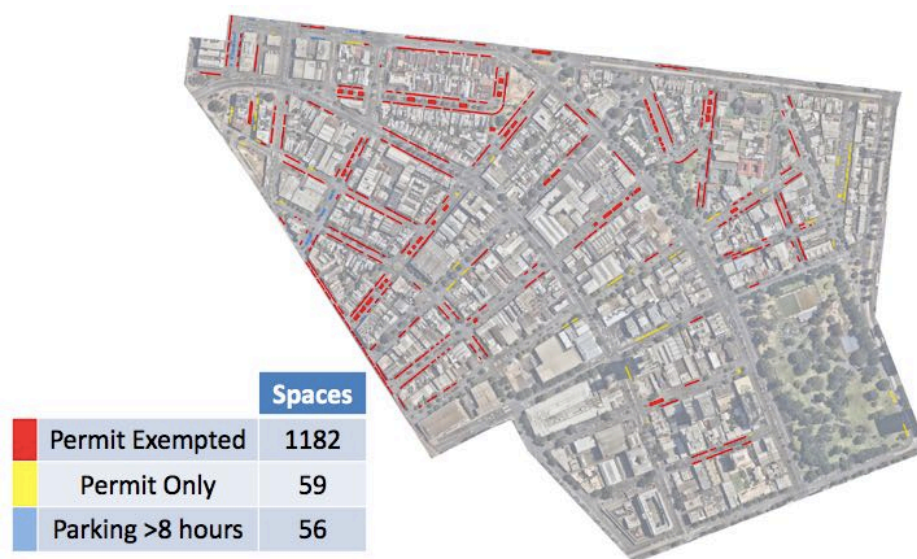 Spaces
Permit Exempted 1182
Permit Only 59
Parking >8 hours 56